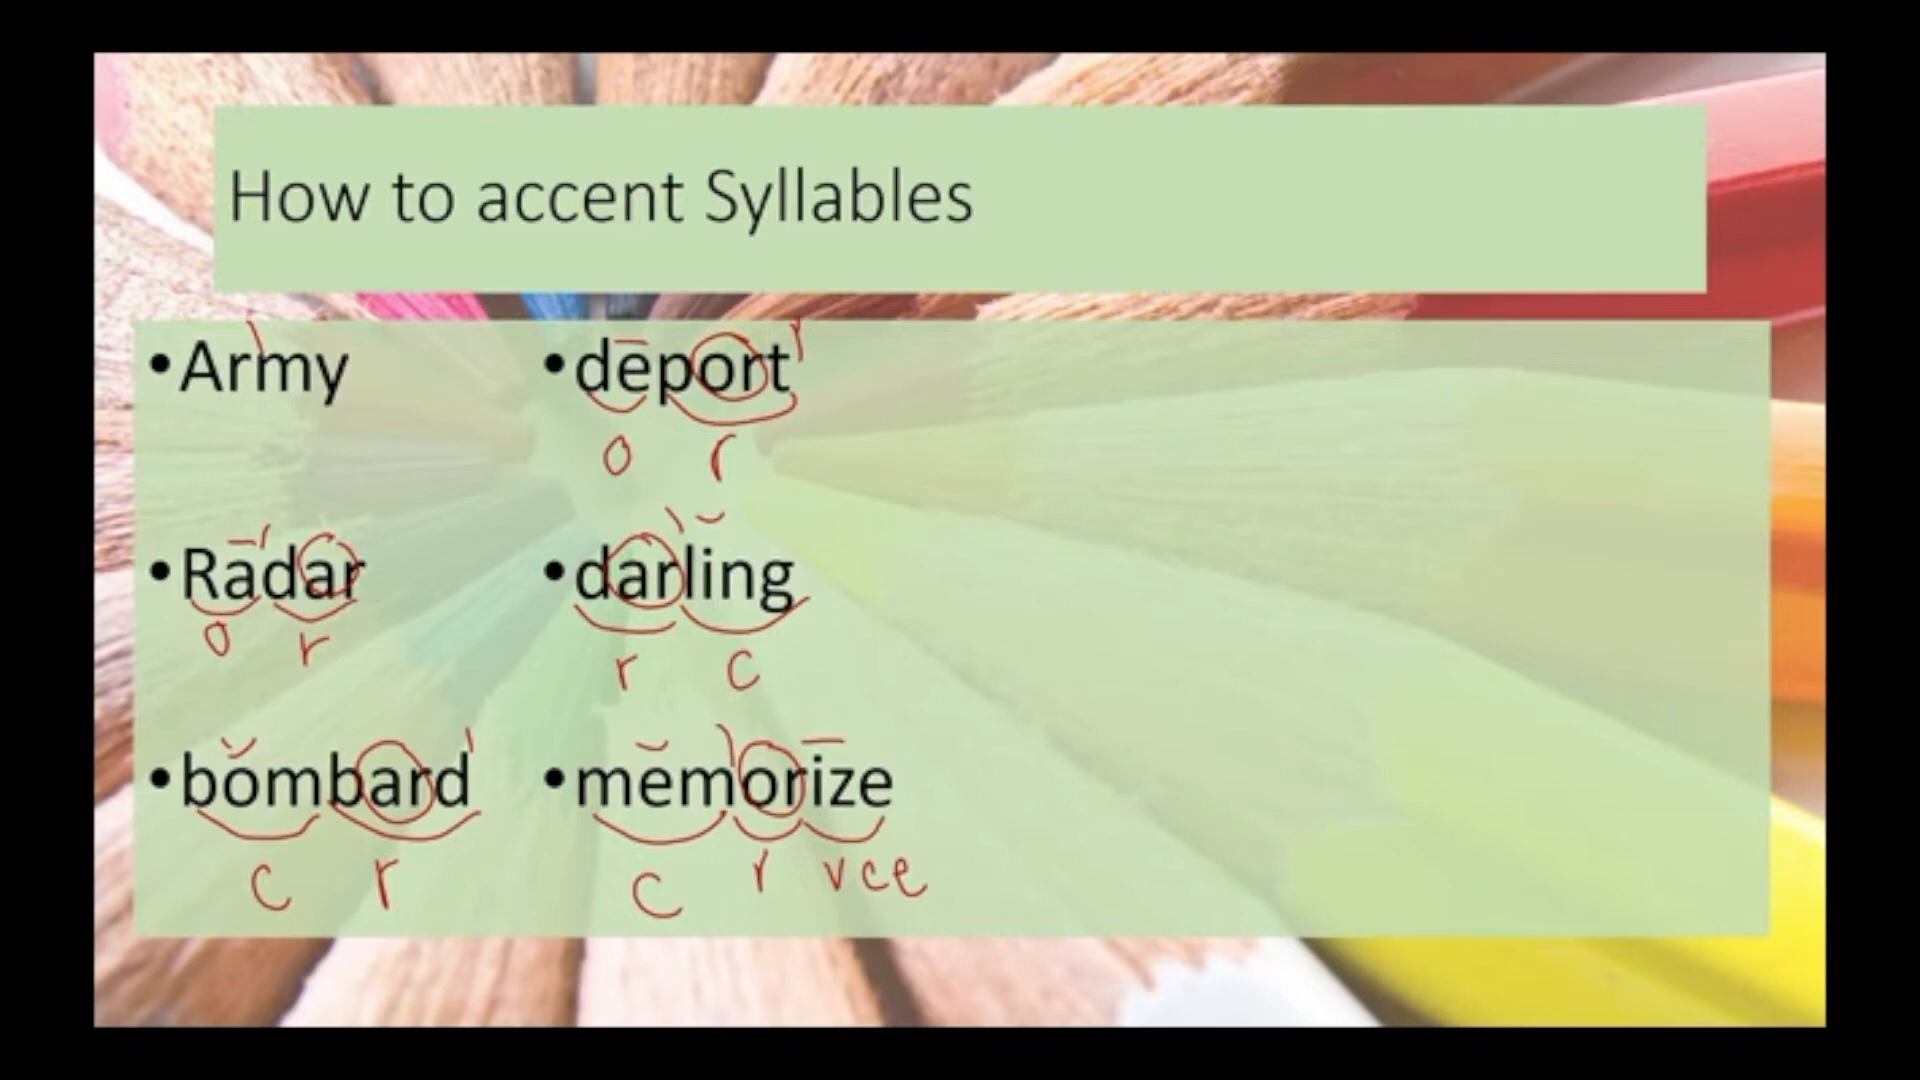 How to accent Syllables
•Army •deport
o r
•Radar •darling
o r r c
•bombard •memorize
c r c r vce